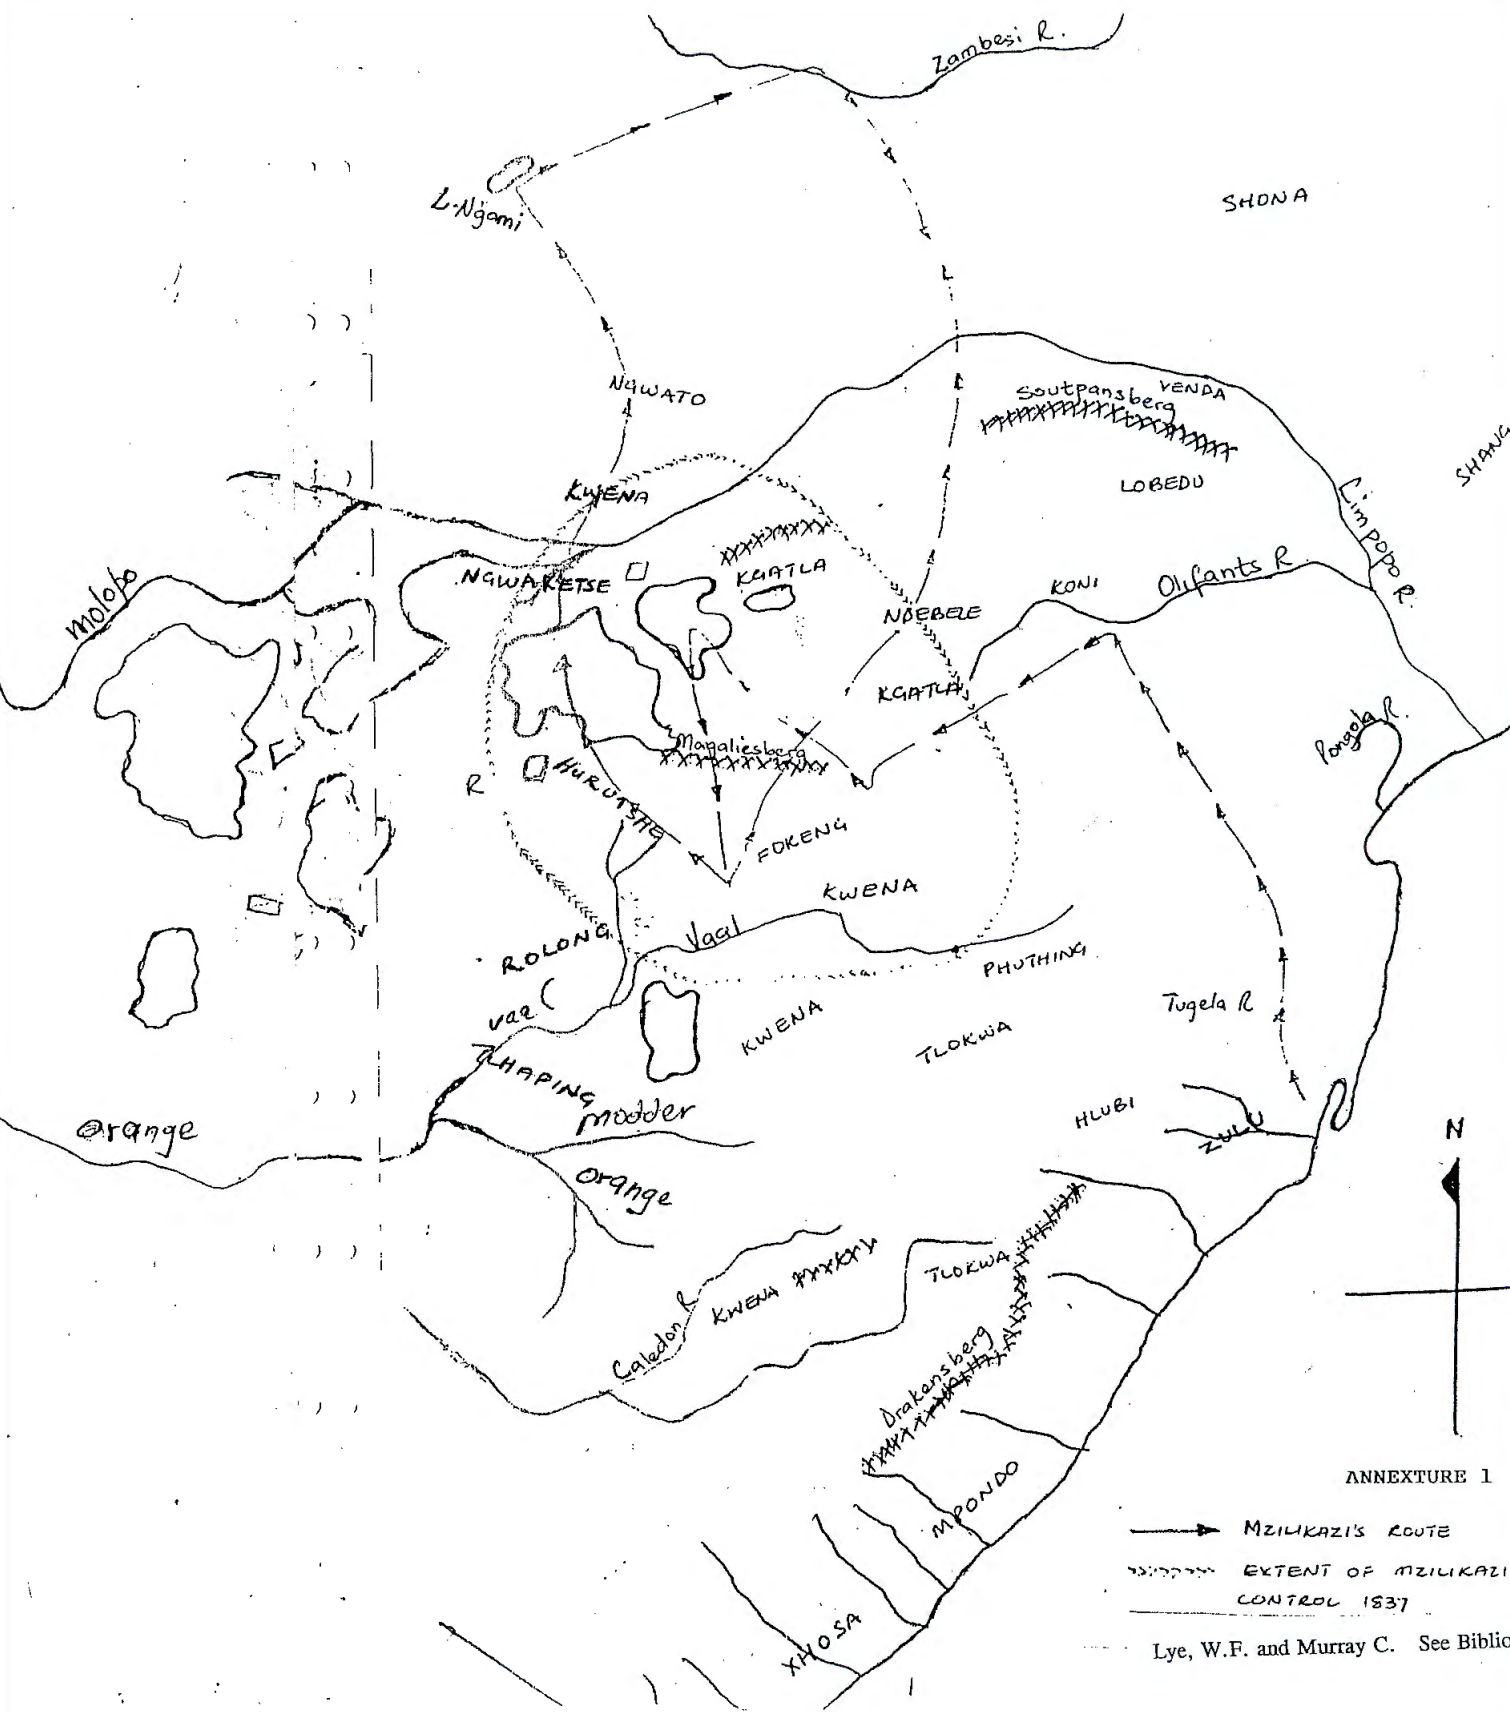 Zambesi R.
L. Ngami
SHONA
NGWATO
Soutpansberg
VENDA
SHANG
KWENA
LOBEDU
Limpopo R.
Molopo
NGWAKETSE
KGATLA
KONI
Olifants R.
NDEBELE
KGATLA
Pongola R.
Magaliesberg
R
HURUTSHE
FOKENG
KWENA
ROLONG
Vaal
PHUTHING
KWENA
Tugela R
TLOKWA
TLHAPING
HLUBI
Modder
Orange
ZULU
N
Orange
TLOKWA
KWENA
Caledon R
Drakensberg
ANNEXTURE 1
MPONDO
MZILIKAZI'S ROUTE
EXTENT OF MZILIKAZI
CONTROL 1837
XHOSA
Lye, W.F. and Murray C. See Biblio